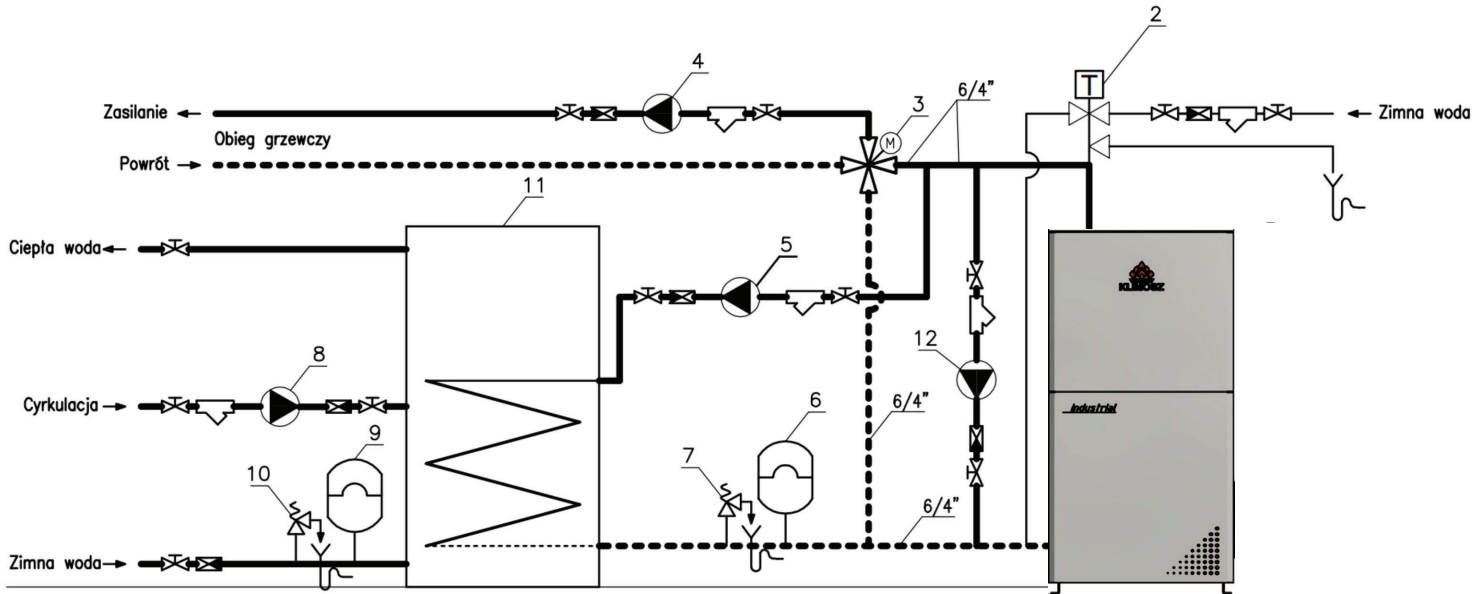 2
4
6/4"
3
T
Zasilanie
Zimna woda
M
Obieg grzewczy
Powrót
11
Ciepła woda
5
KLIMOSZ
12
8
Cyrkulacja
6/4"
6
industrial
9
10
7
6/4"
Zimna woda